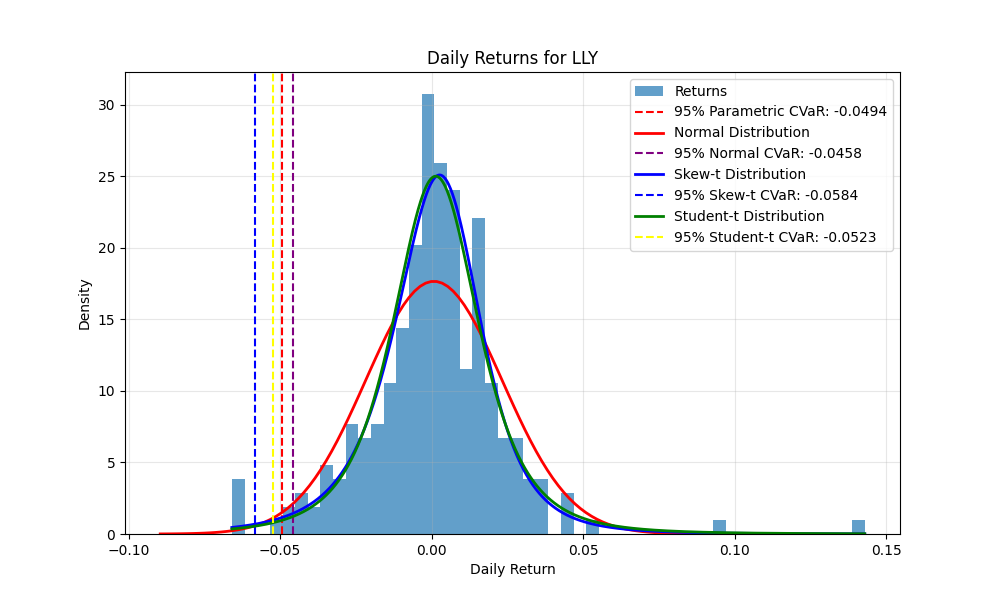 Daily Returns for LLY
Returns
95% Parametric CVaR: -0.0494
Normal Distribution
95% Normal CVaR: -0.0458
Skew-t Distribution
95% Skew-t CVaR: -0.0584
Student-t Distribution
95% Student-t CVaR: -0.0523
Density
30
25
20
15
10
5
0
−0.10
−0.05
0.00
0.05
0.10
0.15
Daily Return